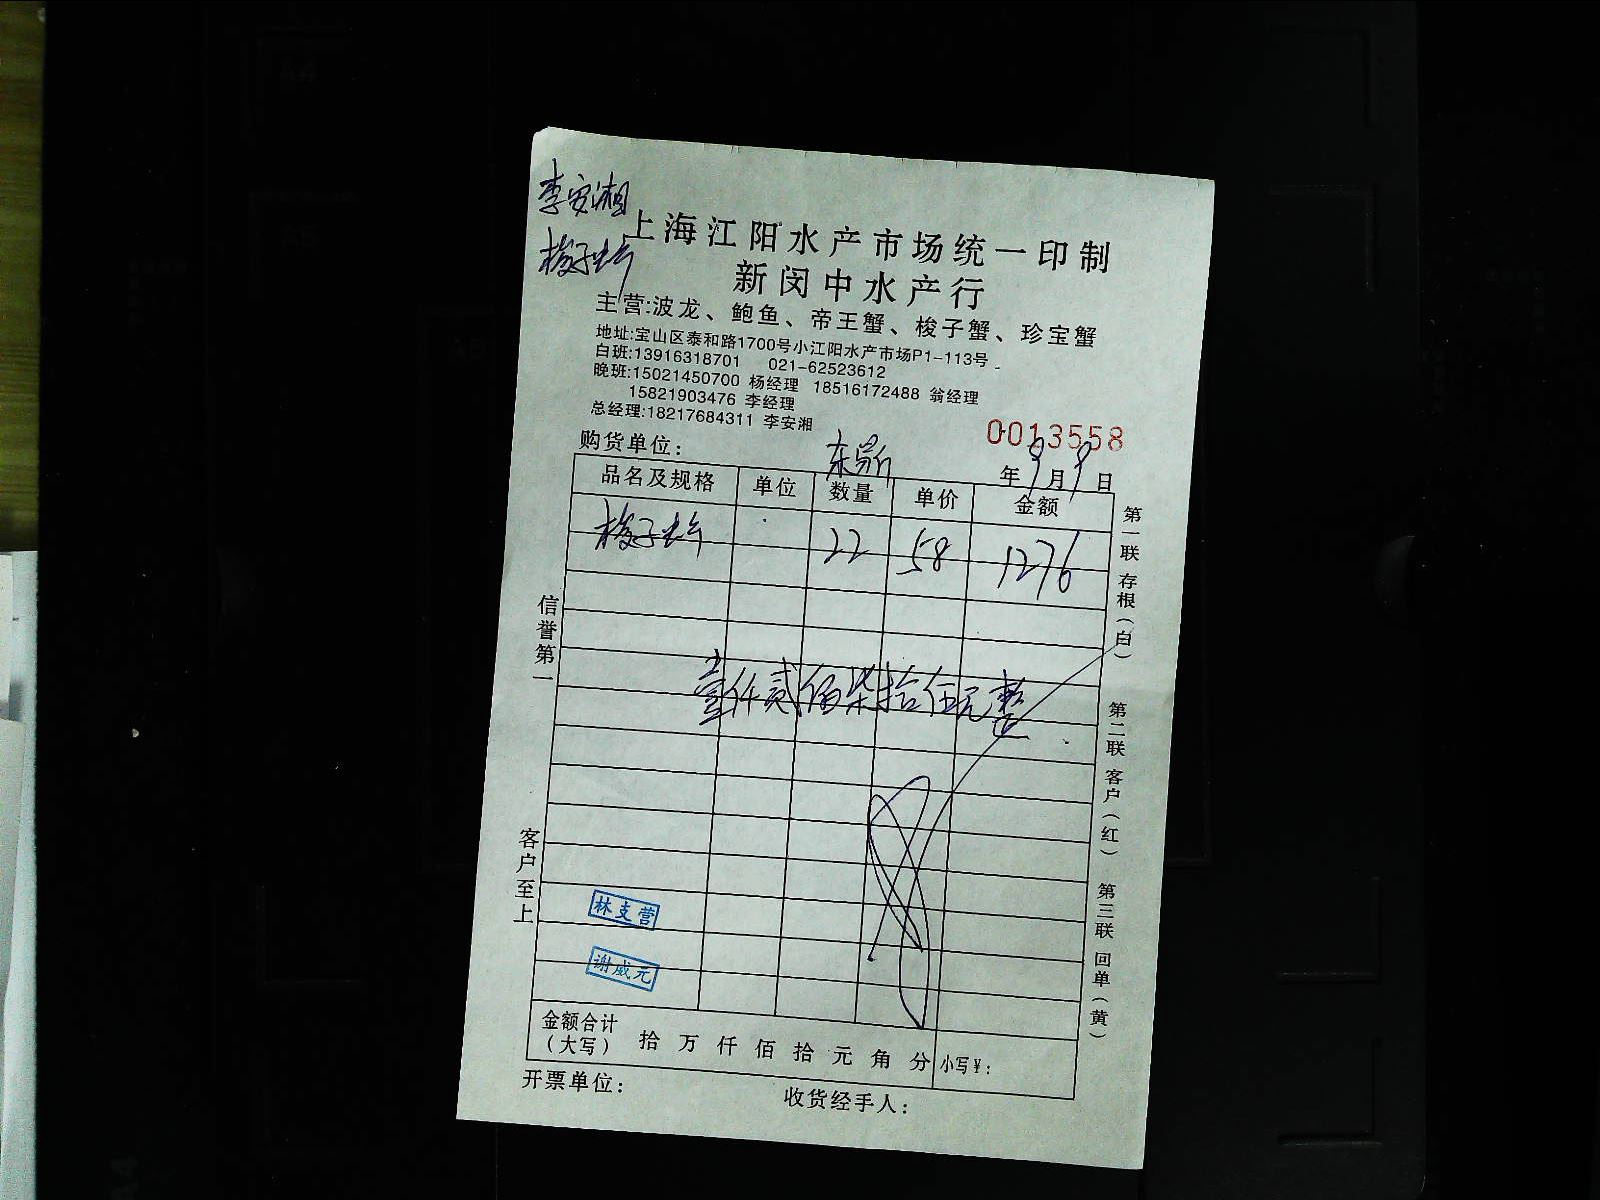 李安湘
梭子蟹
上海江阳水产市场统一印制
新闵中水产行
主营:波龙、鲍鱼、帝王蟹、梭子蟹、珍宝蟹
地址:宝山区泰和路1700号小江阳水产市场P1-113号
白班:13916318701 021-62523612
晚班:15021450700 杨经理 18516172488 翁经理
15821903476 李经理
总经理:18217684311 李安湘
0013558
购货单位:
年9月9日
品名及规格 单位 数量 单价 金额
梭子蟹 22 58 1276
壹仟贰佰柒拾伍元整
林支营
谢威元
金额合计(大写) 拾万仟佰拾元角分 小写¥:
开票单位: 收货经手人:
信誉第一
客户至上
第一联 存根(白)
第二联 客户(红)
第三联 回单(黄)